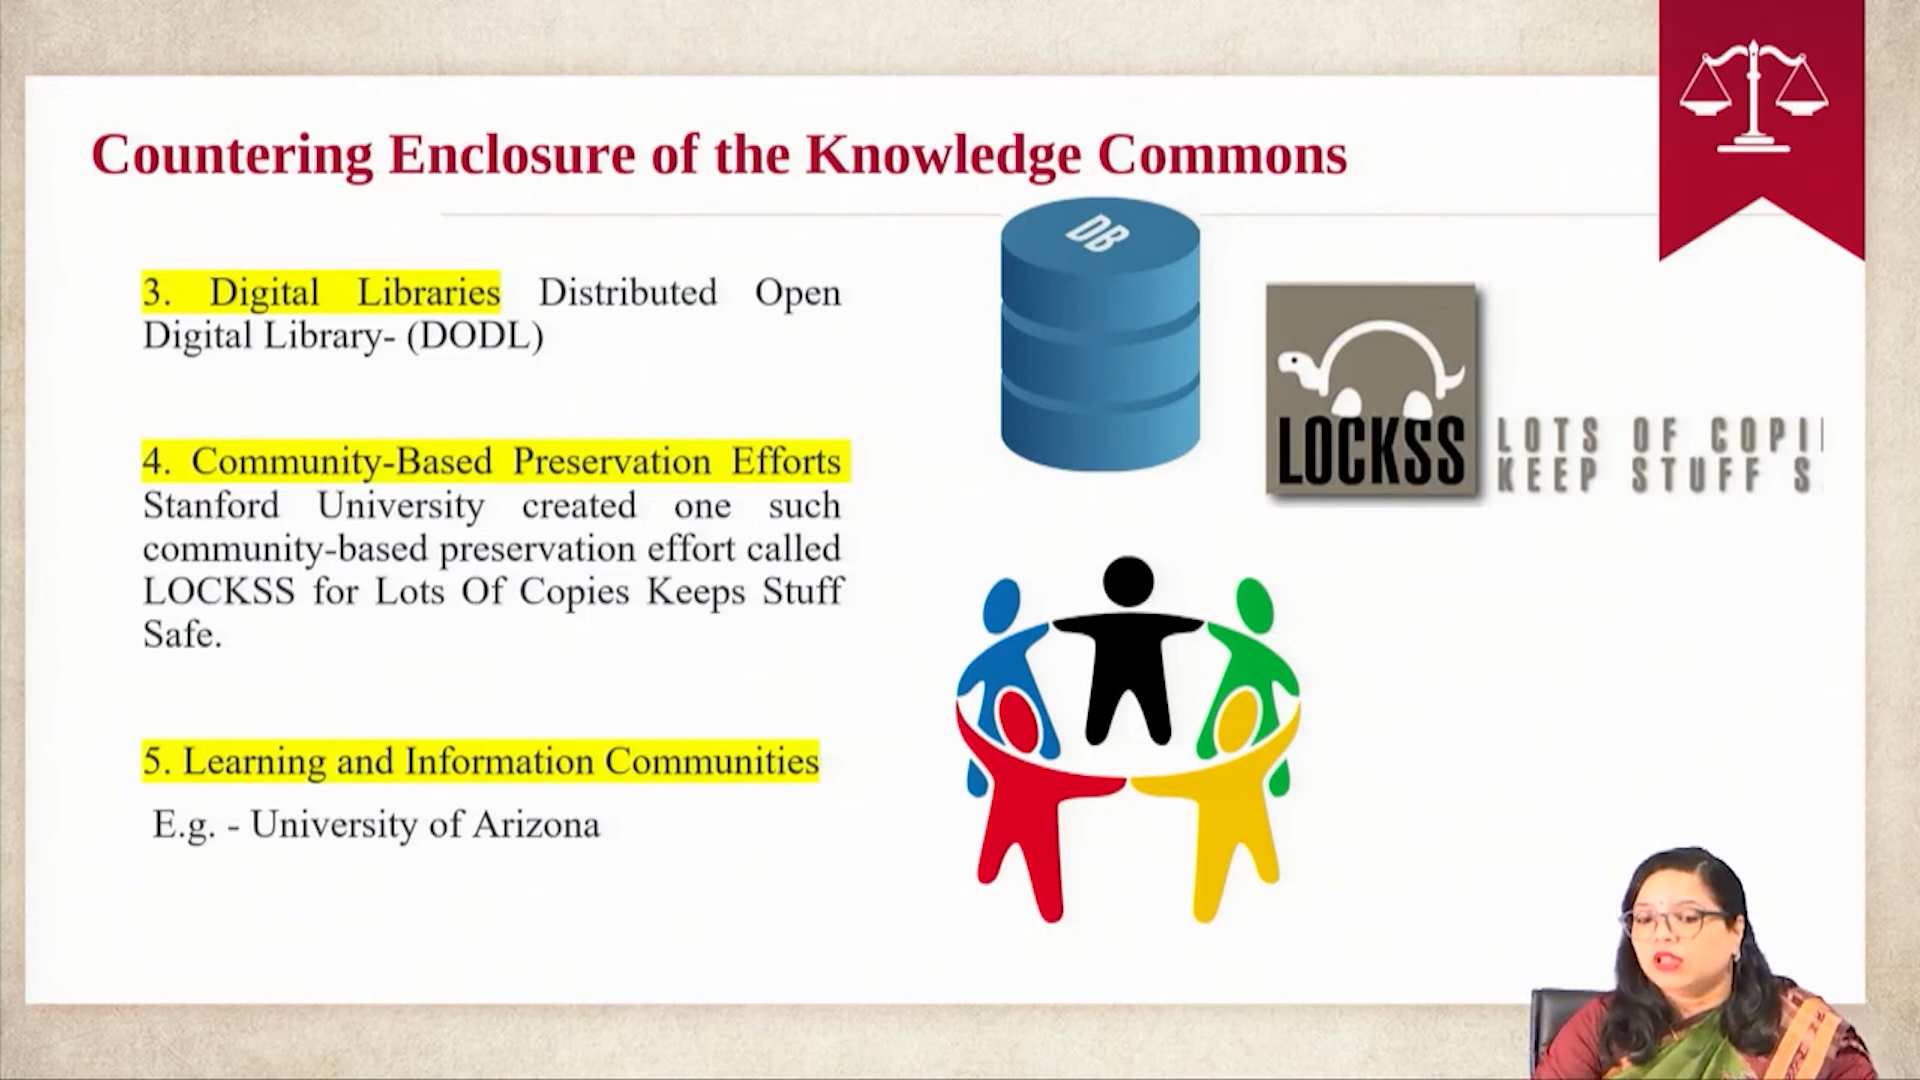 Countering Enclosure of the Knowledge Commons
3. Digital Libraries Distributed Open
Digital Library- (DODL)
4. Community-Based Preservation Efforts
Stanford University created one such
community-based preservation effort called
LOCKSS for Lots Of Copies Keeps Stuff
Safe.
5. Learning and Information Communities
E.g. - University of Arizona
DB
LOCKSS
LOTS OF COPI
KEEP STUFF S